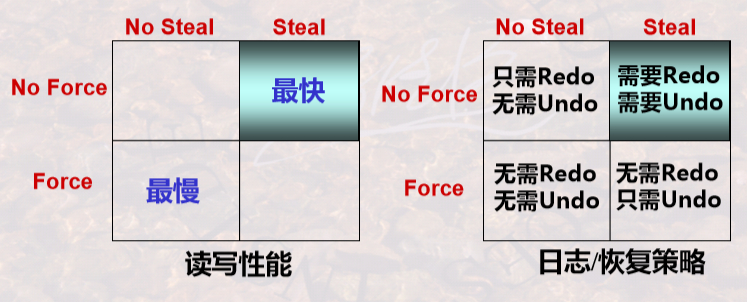 No Steal Steal
No Force
最快
Force
最慢
读写性能
No Steal Steal
No Force
只需Redo
无需Undo
需要Redo
需要Undo
Force
无需Redo
无需Undo
无需Redo
只需Undo
日志/恢复策略